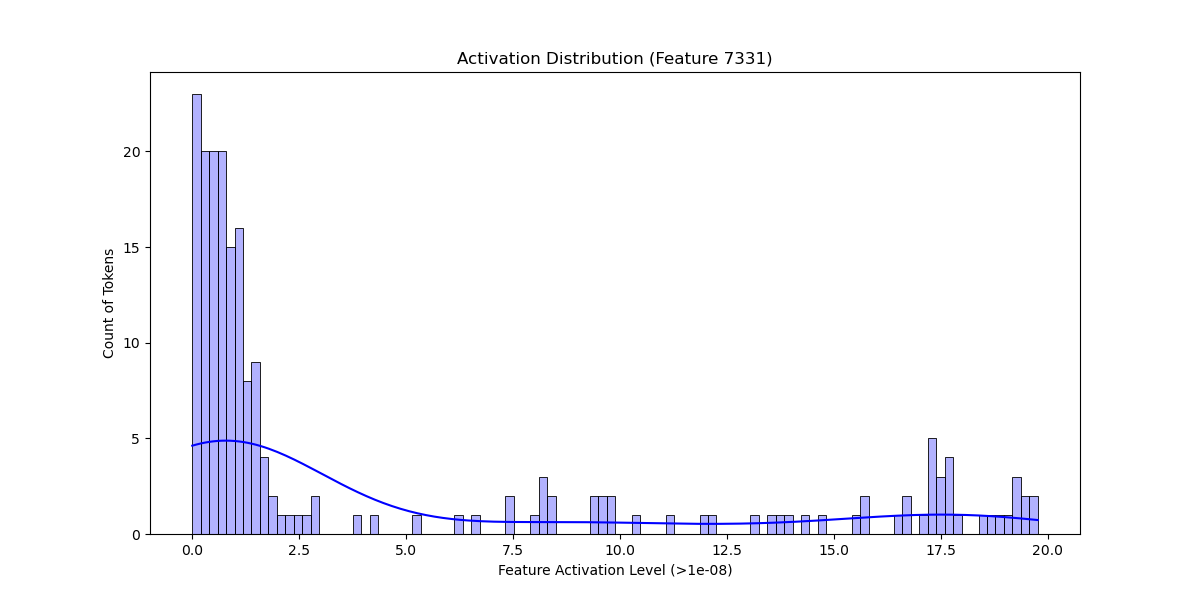 Activation Distribution (Feature 7331)
Count of Tokens
20
15
10
5
0
0.0 2.5 5.0 7.5 10.0 12.5 15.0 17.5 20.0
Feature Activation Level (>1e-08)